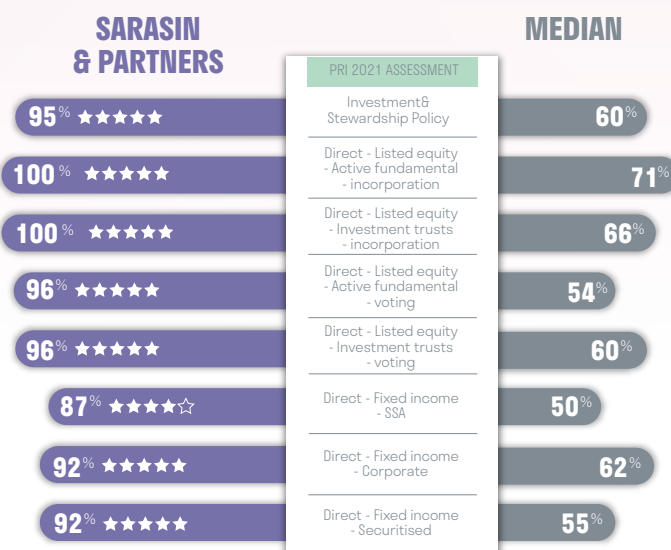 SARASIN
& PARTNERS
MEDIAN
PRI 2021 ASSESSMENT
95% ★★★★★
Investment&
Stewardship Policy
60%
100% ★★★★★
Direct - Listed equity
- Active fundamental
- incorporation
71%
100% ★★★★★
Direct - Listed equity
- Investment trusts
- incorporation
66%
96% ★★★★★
Direct - Listed equity
- Active fundamental
- voting
54%
96% ★★★★★
Direct - Listed equity
- Investment trusts
- voting
60%
87% ★★★★☆
Direct - Fixed income
- SSA
50%
92% ★★★★★
Direct - Fixed income
- Corporate
62%
92% ★★★★★
Direct - Fixed income
- Securitised
55%